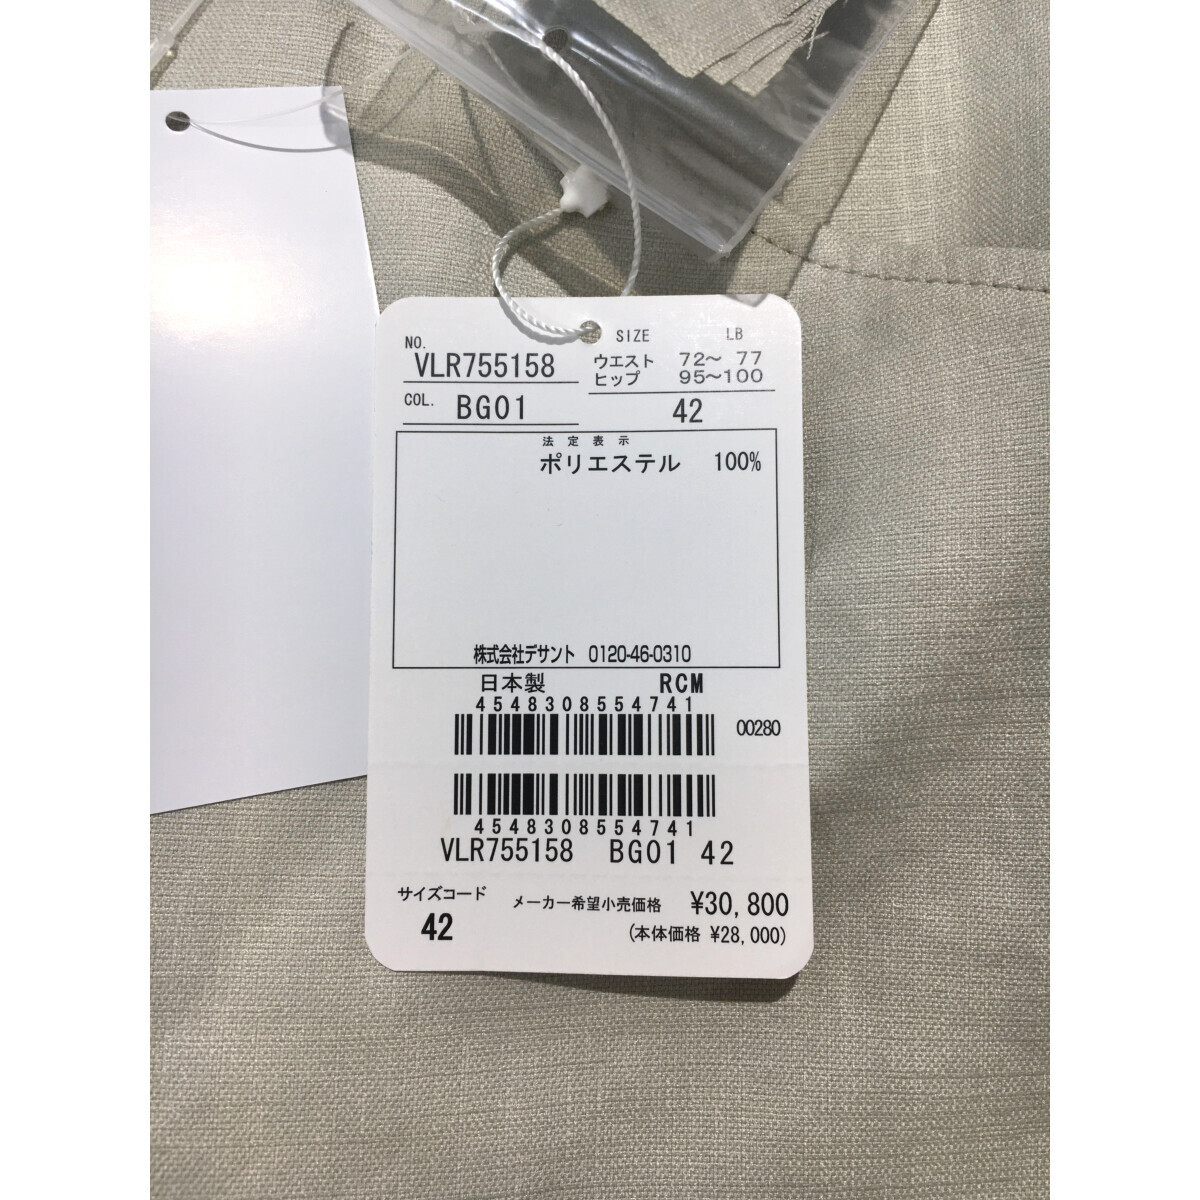 NO. VLR755158
COL. BG01
SIZE LB
ウエスト 72～ 77
ヒップ 95～100
42
法定表示
ポリエステル 100%
株式会社デサント 0120-46-0310
日本製 RCM
4548308554741
00280
4548308554741
VLR755158 BG01 42
サイズコード メーカー希望小売価格 ¥30,800
42 (本体価格 ¥28,000)